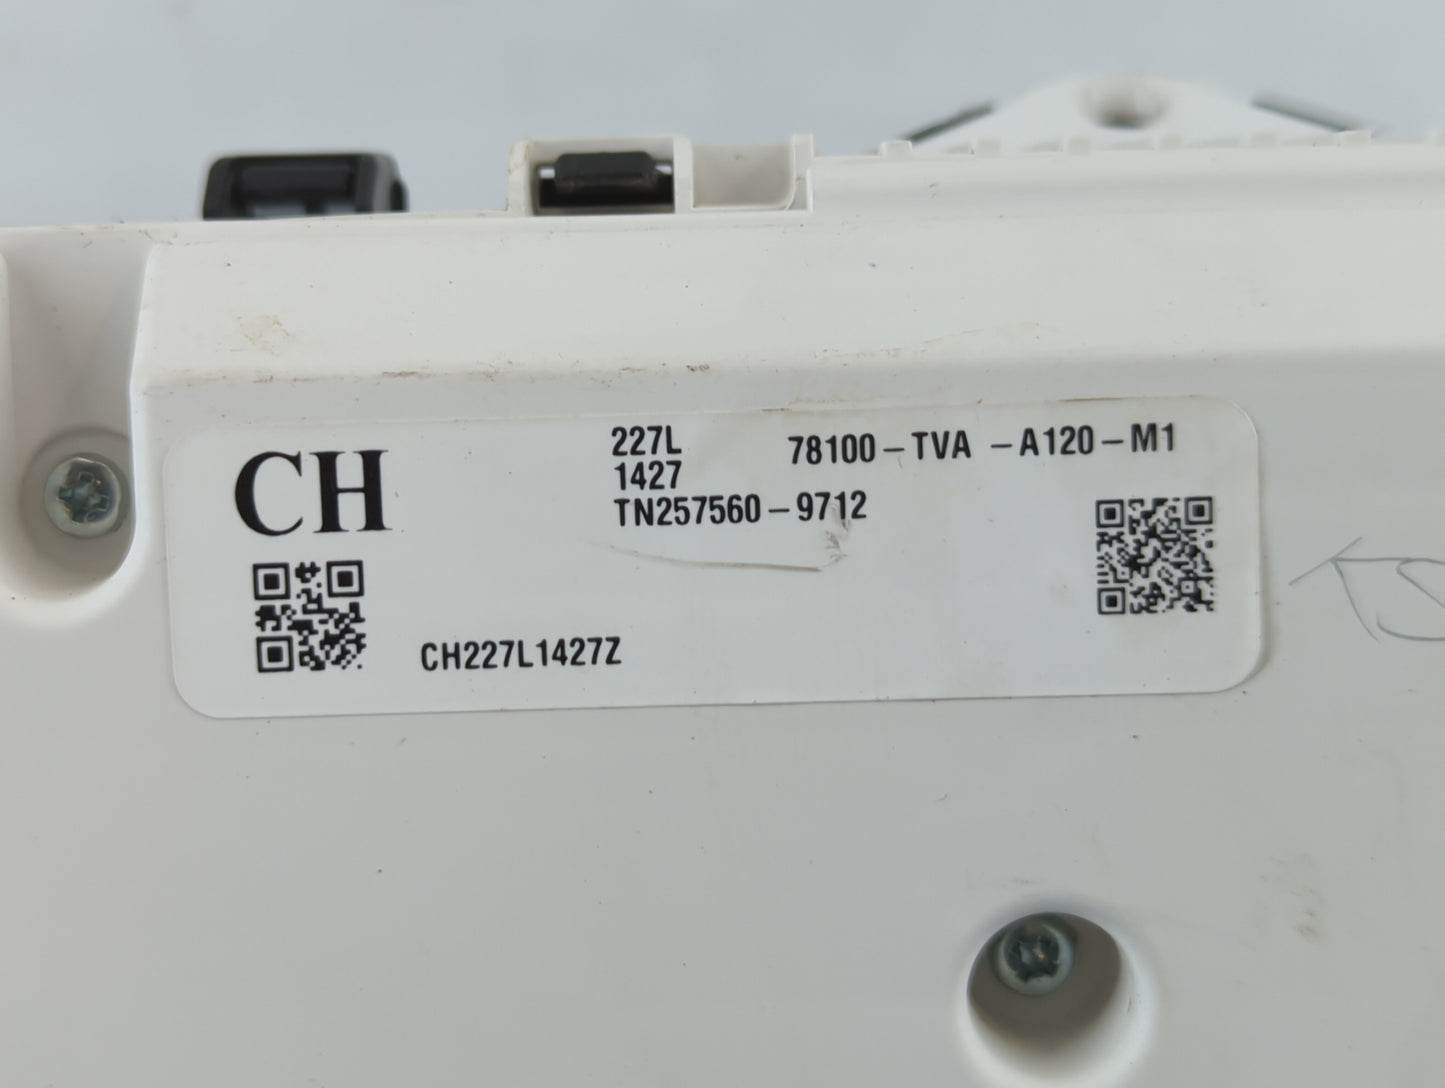 CH
227L 78100-TVA -A120-M1
1427
TN257560-9712
CH227L1427Z